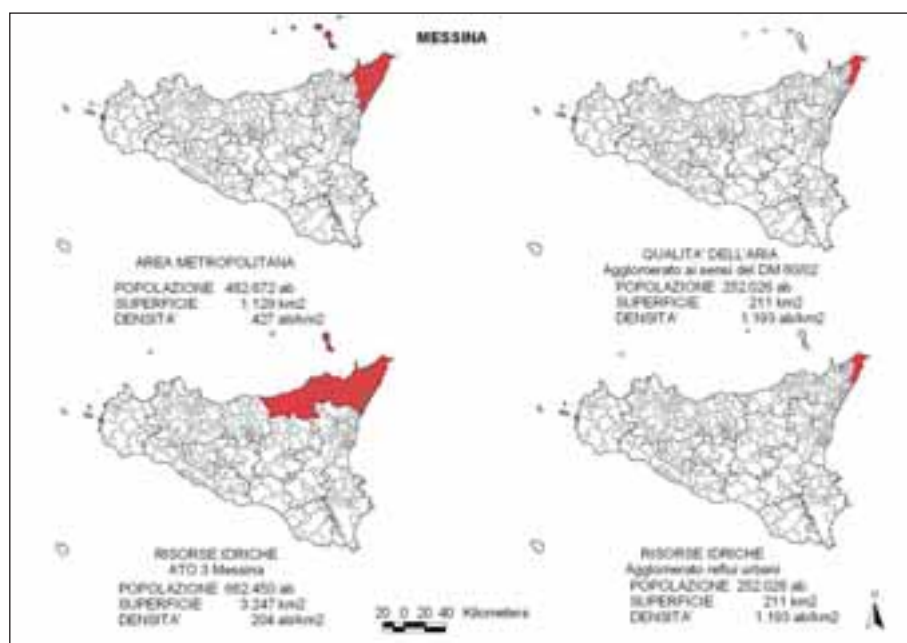 MESSINA
AREA METROPOLITANA
POPOLAZIONE 482.672 ab
SUPERFICIE 1.129 km2
DENSITA' 427 ab/km2
QUALITA' DELL'ARIA
Agglomerato ai sensi del DM 60/02
POPOLAZIONE 252.026 ab
SUPERFICIE 211 km2
DENSITA' 1.193 ab/km2
RISORSE IDRICHE
ATO 3 Messina
POPOLAZIONE 662.450 ab
SUPERFICIE 3.247 km2
DENSITA' 204 ab/km2
20 0 20 40 Kilometers
RISORSE IDRICHE
Agglomerato reflui urbani
POPOLAZIONE 252.026 ab
SUPERFICIE 211 km2
DENSITA' 1.193 ab/km2